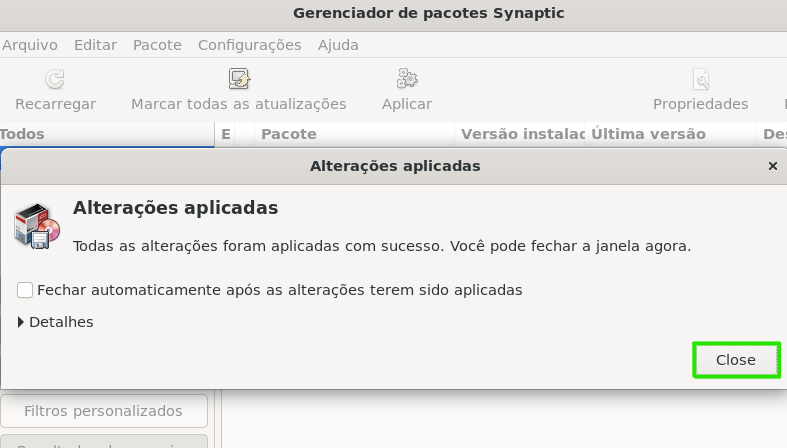 Gerenciador de pacotes Synaptic
Arquivo Editar Pacote Configurações Ajuda
Recarregar Marcar todas as atualizações Aplicar Propriedades
Todos E Pacote Versão instalac Última versão Des
Alterações aplicadas ×
Alterações aplicadas
Todas as alterações foram aplicadas com sucesso. Você pode fechar a janela agora.
Fechar automaticamente após as alterações terem sido aplicadas
Detalhes
Close
Filtros personalizados